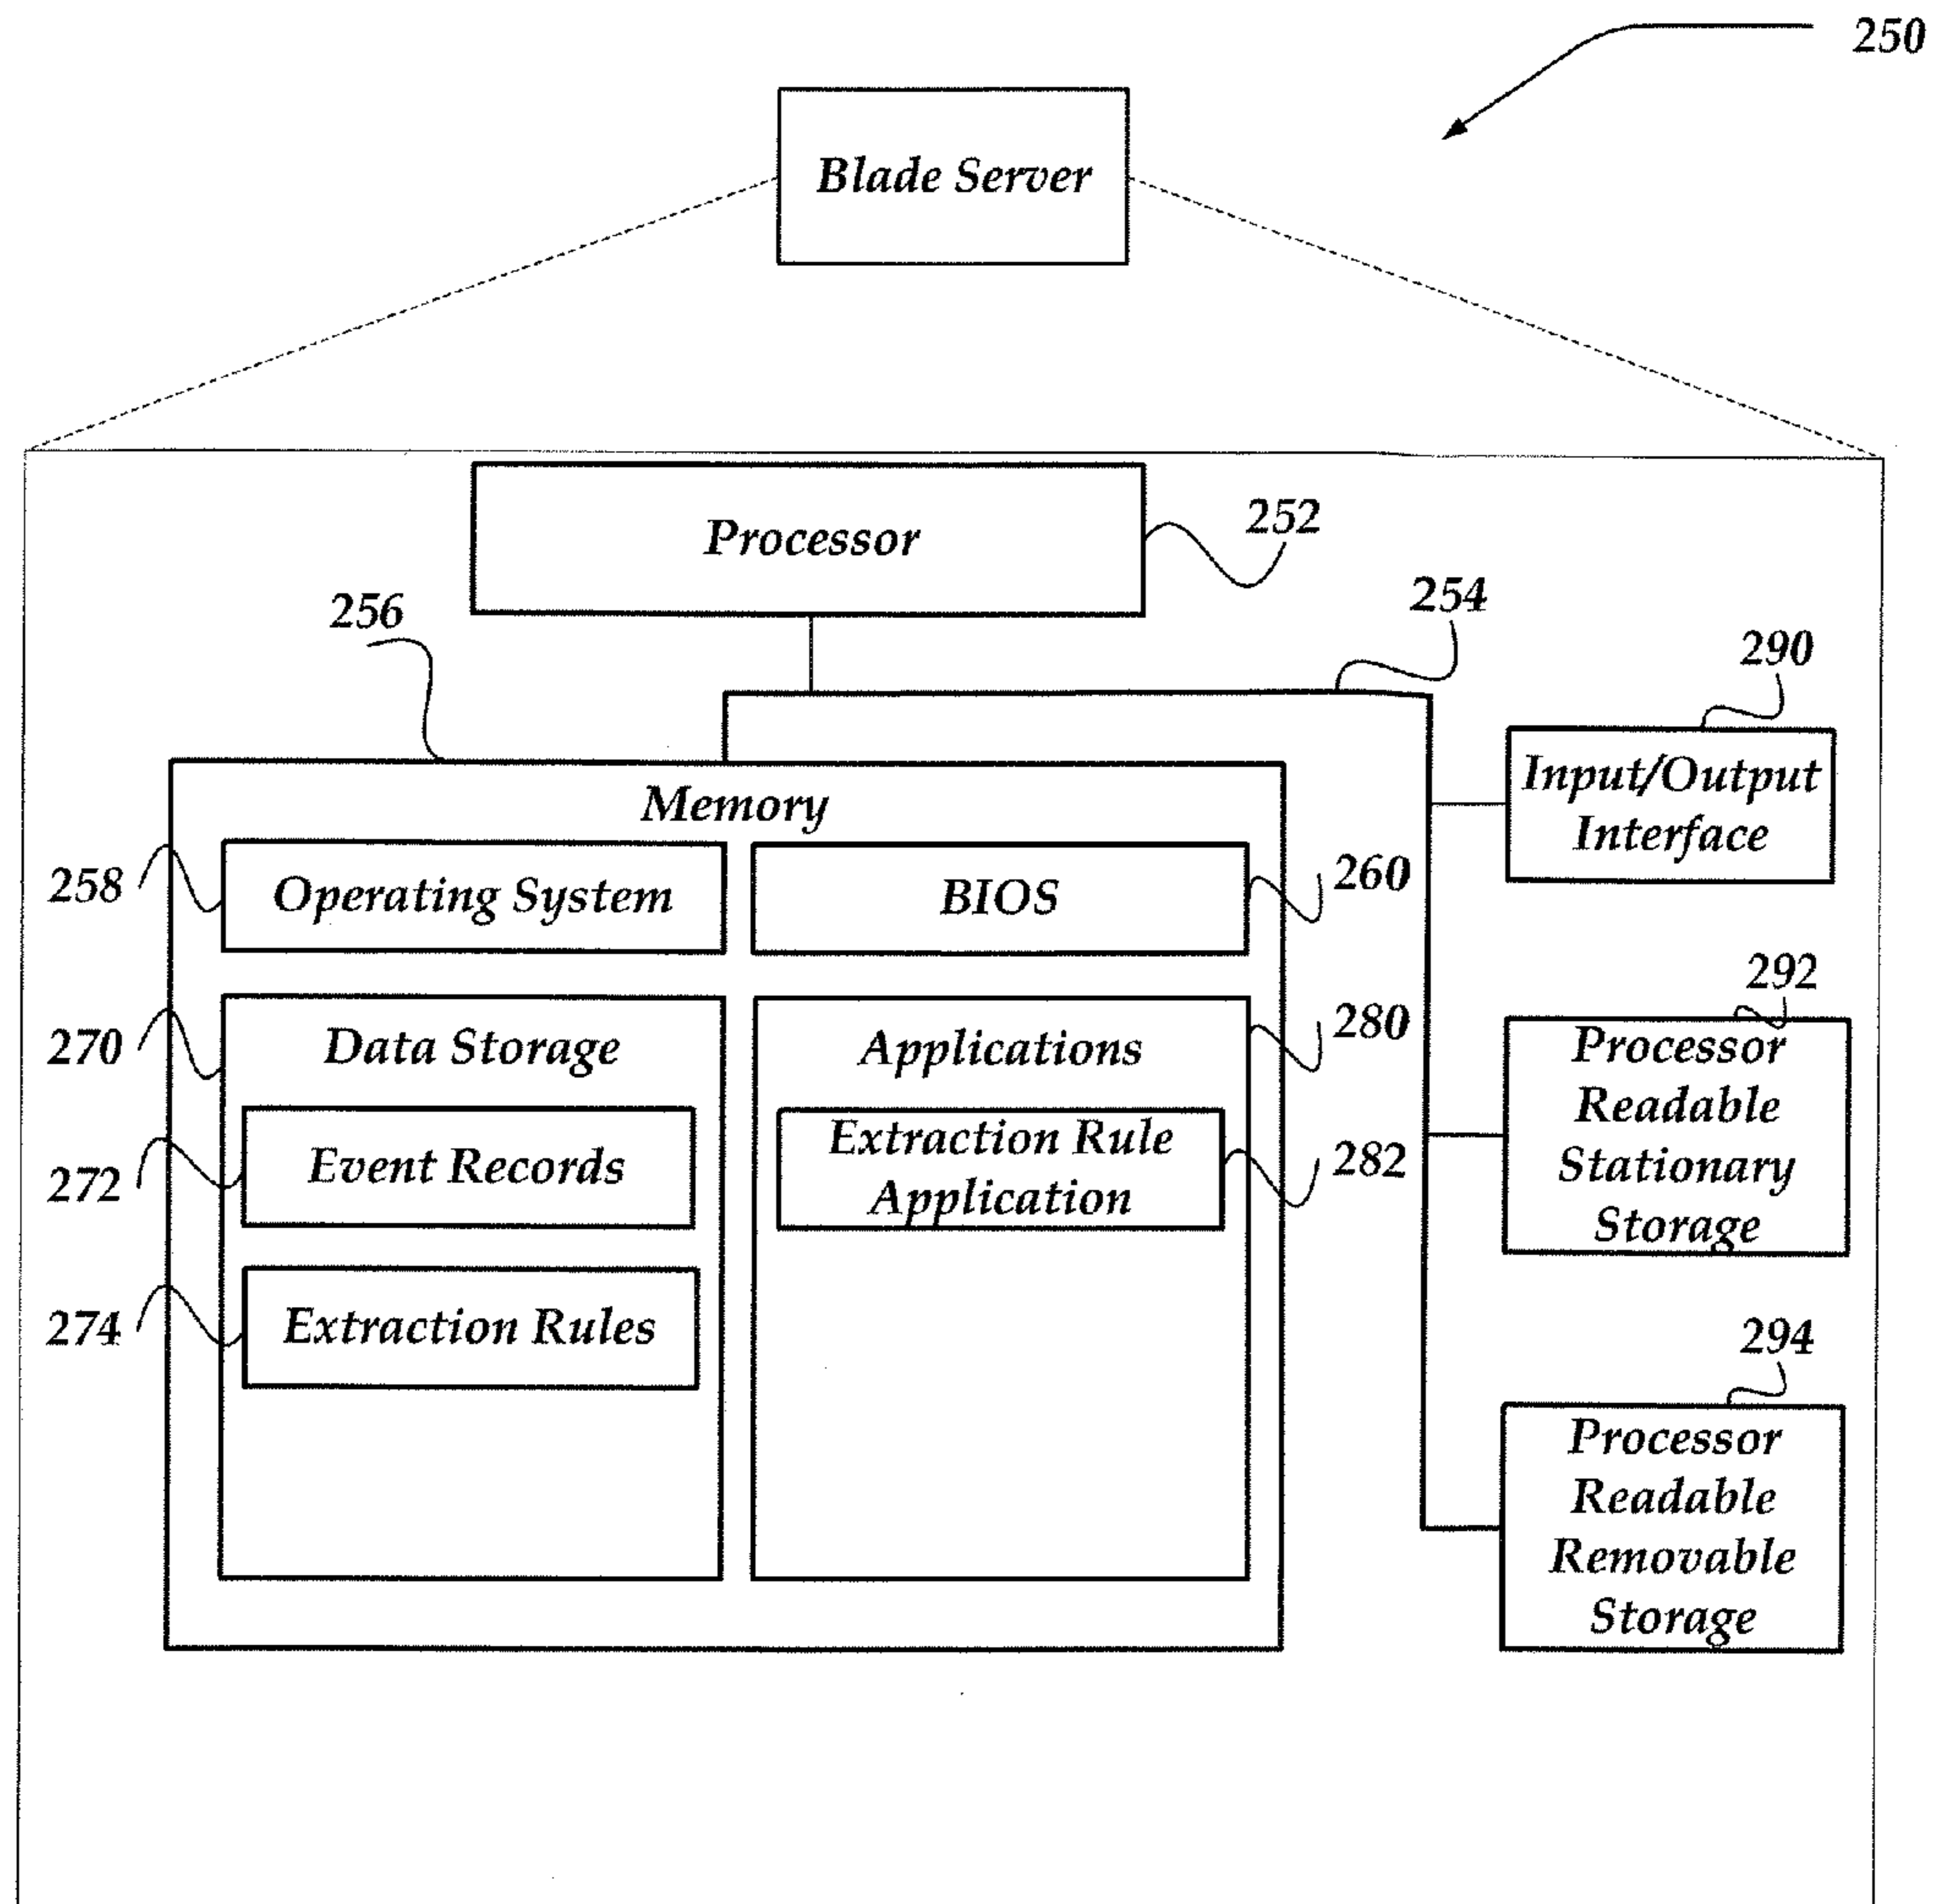 250
Blade Server
Processor
252
256
254
290
Input/Output
Interface
Memory
258
Operating System
BIOS
260
292
Processor
Readable
Stationary
Storage
270
Data Storage
Applications
280
272
Event Records
Extraction Rule
Application
282
274
Extraction Rules
294
Processor
Readable
Removable
Storage